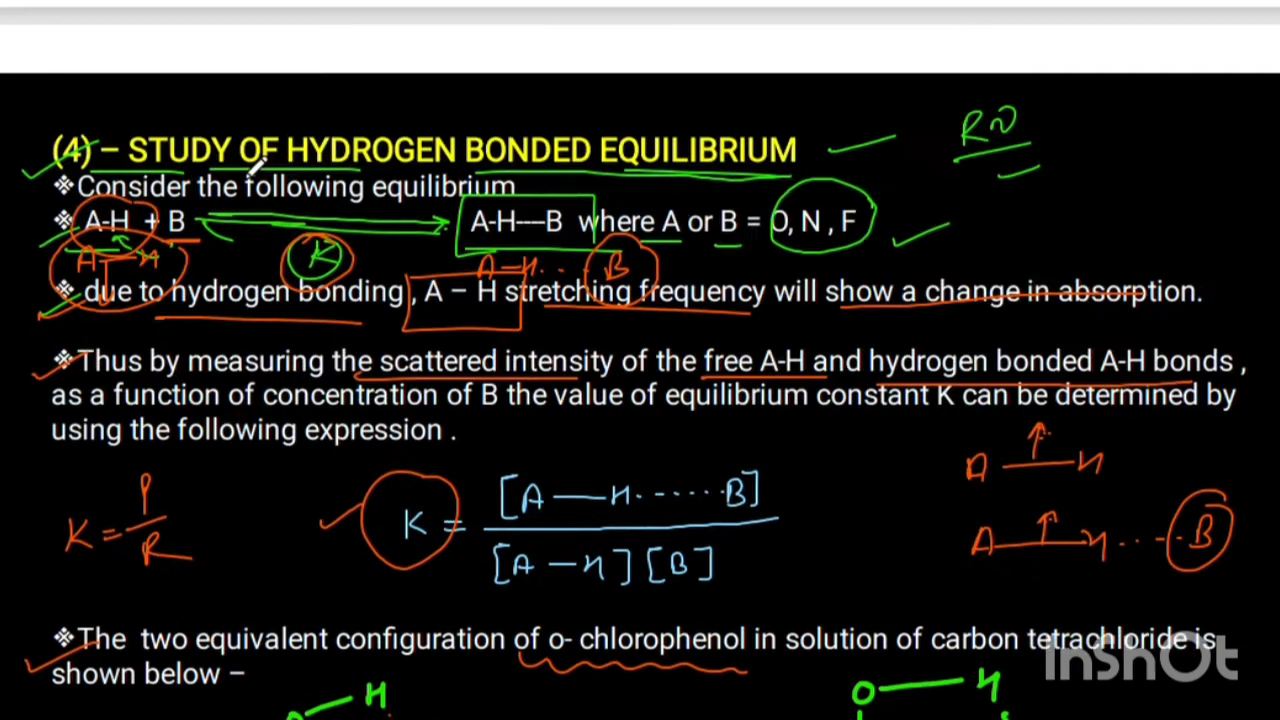 (4) – STUDY OF HYDROGEN BONDED EQUILIBRIUM
❖Consider the following equilibrium
❖ A-H + B A-H----B where A or B = O, N , F
K
A–H
A–H... B
❖ due to hydrogen bonding , A – H stretching frequency will show a change in absorption.
❖Thus by measuring the scattered intensity of the free A-H and hydrogen bonded A-H bonds ,
as a function of concentration of B the value of equilibrium constant K can be determined by
using the following expression .
K = P/R
K = [A—H······B] / [A—H][B]
A—H
A—H···B
❖The two equivalent configuration of o- chlorophenol in solution of carbon tetrachloride is
shown below –
O—H
O—H
InshOt